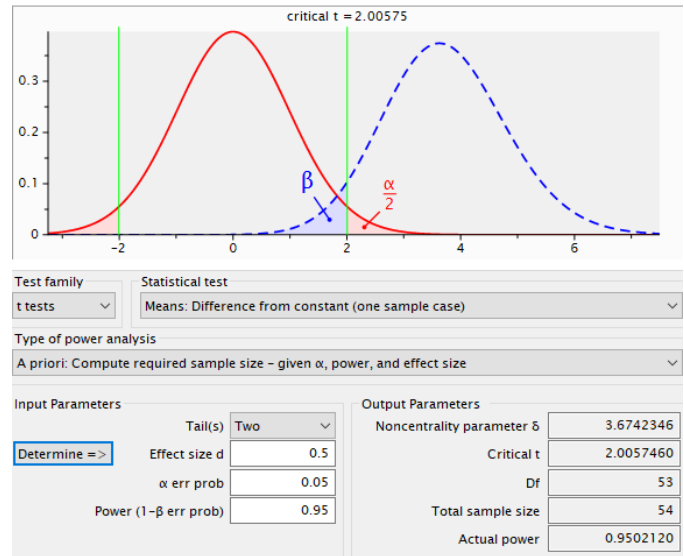 critical t = 2.00575
0.3
0.2
0.1
0
β
α
2
−2 0 2 4 6
Test family Statistical test
t tests Means: Difference from constant (one sample case)
Type of power analysis
A priori: Compute required sample size – given α, power, and effect size
Input Parameters Output Parameters
Tail(s) Two Noncentrality parameter δ 3.6742346
Determine => Effect size d 0.5 Critical t 2.0057460
α err prob 0.05 Df 53
Power (1-β err prob) 0.95 Total sample size 54
Actual power 0.9502120